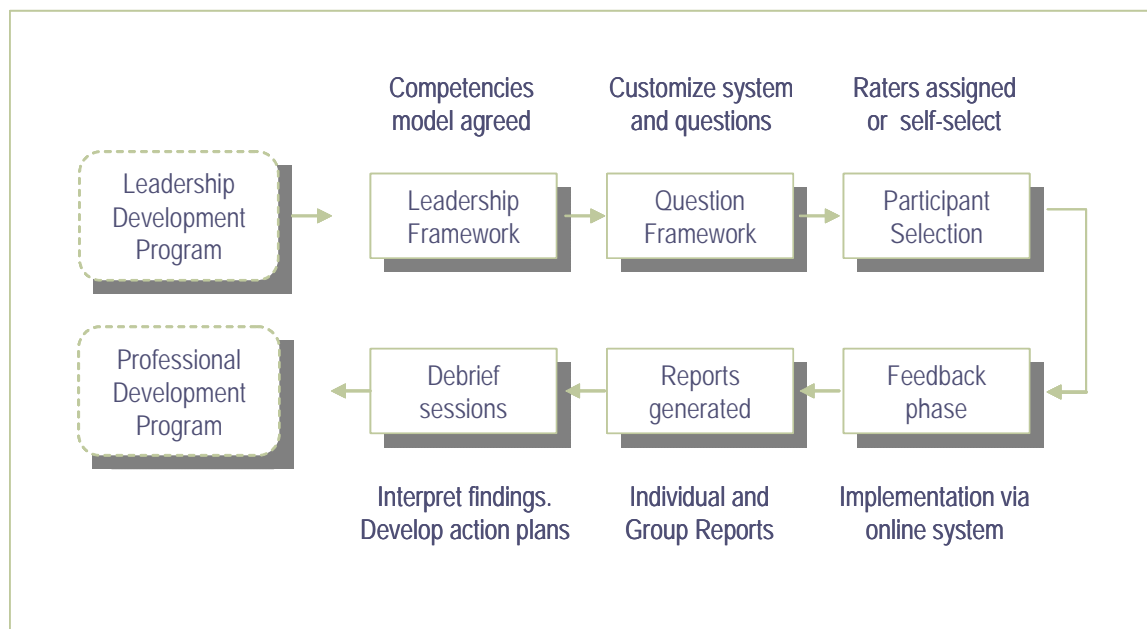 Competencies
model agreed
Customize system
and questions
Raters assigned
or self-select
Leadership
Development
Program
Leadership
Framework
Question
Framework
Participant
Selection
Professional
Development
Program
Debrief
sessions
Reports
generated
Feedback
phase
Interpret findings.
Develop action plans
Individual and
Group Reports
Implementation via
online system